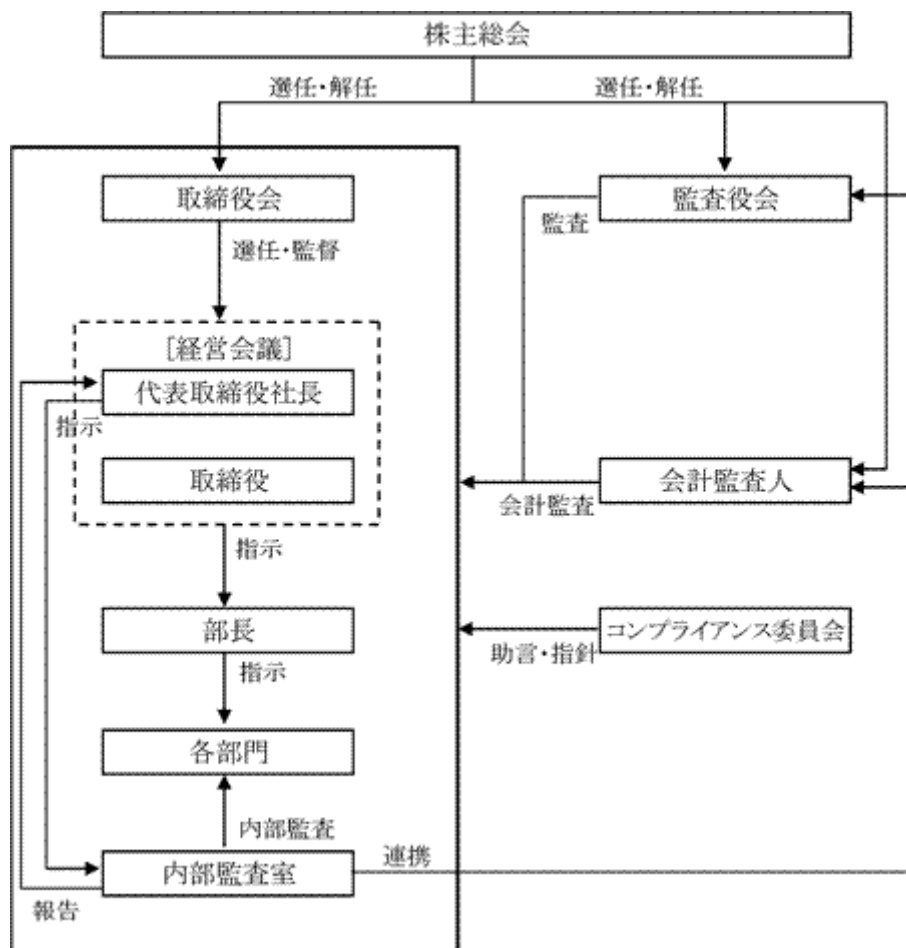 株主総会
選任・解任
選任・解任
取締役会
監査役会
監査
選任・監督
[経営会議]
代表取締役社長
指示
取締役
会計監査人
会計監査
指示
部長
コンプライアンス委員会
助言・指針
指示
各部門
内部監査
連携
内部監査室
報告